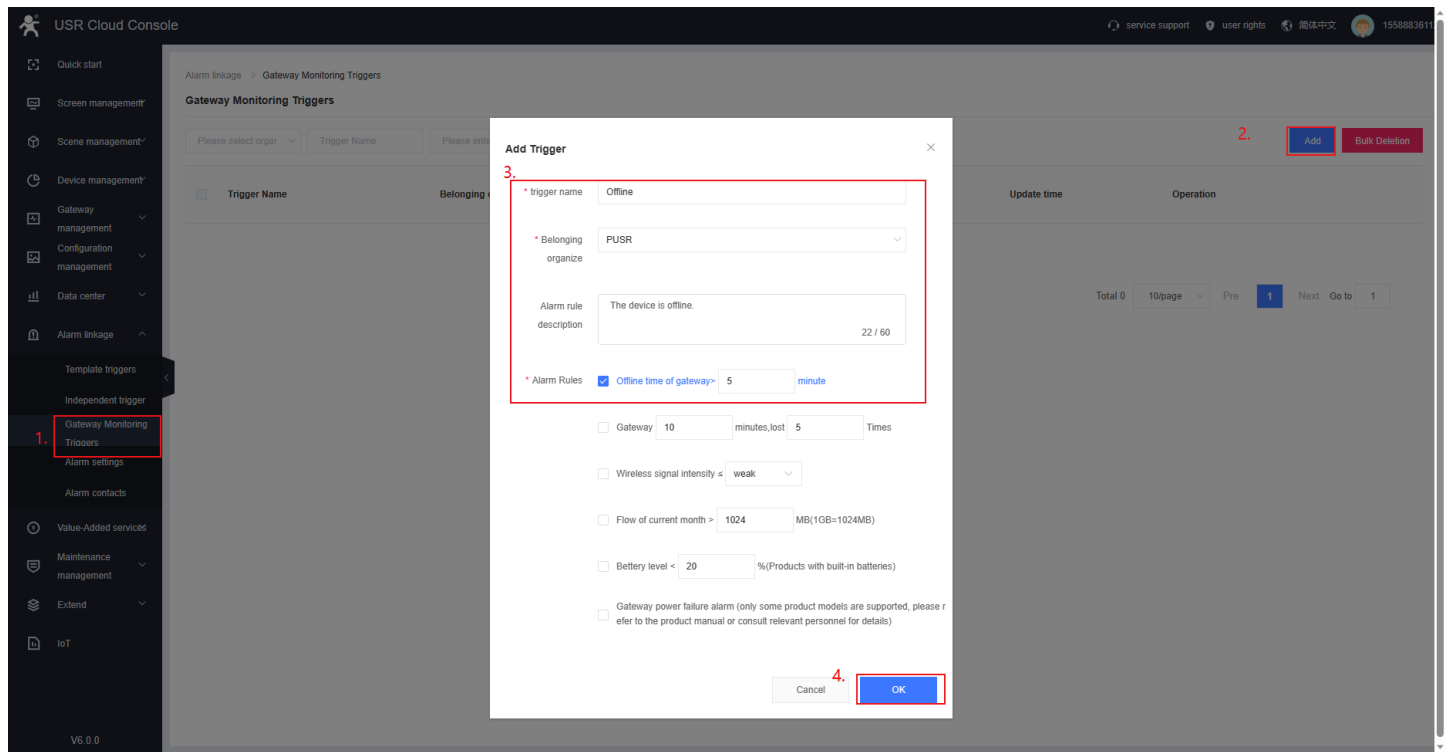 USR Cloud Console
service support
user rights
简体中文
Quick start
Screen management
Scene management
Device management
Gateway
management
Configuration
management
Data center
Alarm linkage
Template triggers
Independent trigger
1.
Gateway Monitoring
Triggers
Alarm settings
Alarm contacts
Value-Added services
Maintenance
management
Extend
IoT
V6.0.0
Alarm linkage > Gateway Monitoring Triggers
Gateway Monitoring Triggers
Please select orgar
Trigger Name
Please ente
2.
Add
Bulk Deletion
Trigger Name
Belonging
Update time
Operation
Total 0
10/page
Pre
1
Next
Go to
1
Add Trigger
3.
* trigger name
Offline
* Belonging
organize
PUSR
Alarm rule
description
The device is offline.
22 / 60
* Alarm Rules
Offline time of gateway> 5 minute
Gateway 10 minutes,lost 5 Times
Wireless signal intensity ≤ weak
Flow of current month > 1024 MB(1GB=1024MB)
Bettery level < 20 %(Products with built-in batteries)
Gateway power failure alarm (only some product models are supported, please r
efer to the product manual or consult relevant personnel for details)
4.
Cancel
OK